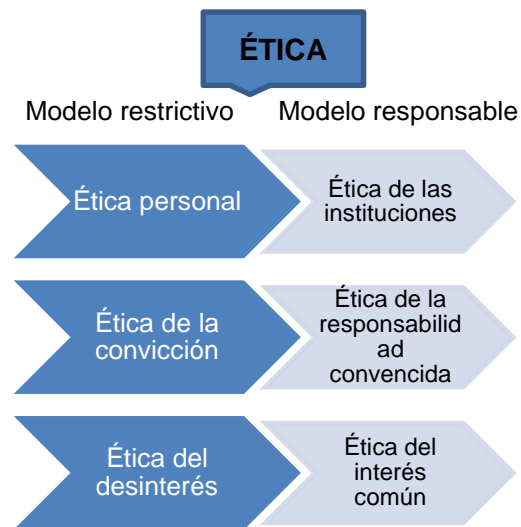 ÉTICA
Modelo restrictivo
Modelo responsable
Ética personal
Ética de las
instituciones
Ética de la
convicción
Ética de la
responsabilid
ad
convencida
Ética del
desinterés
Ética del
interés
común